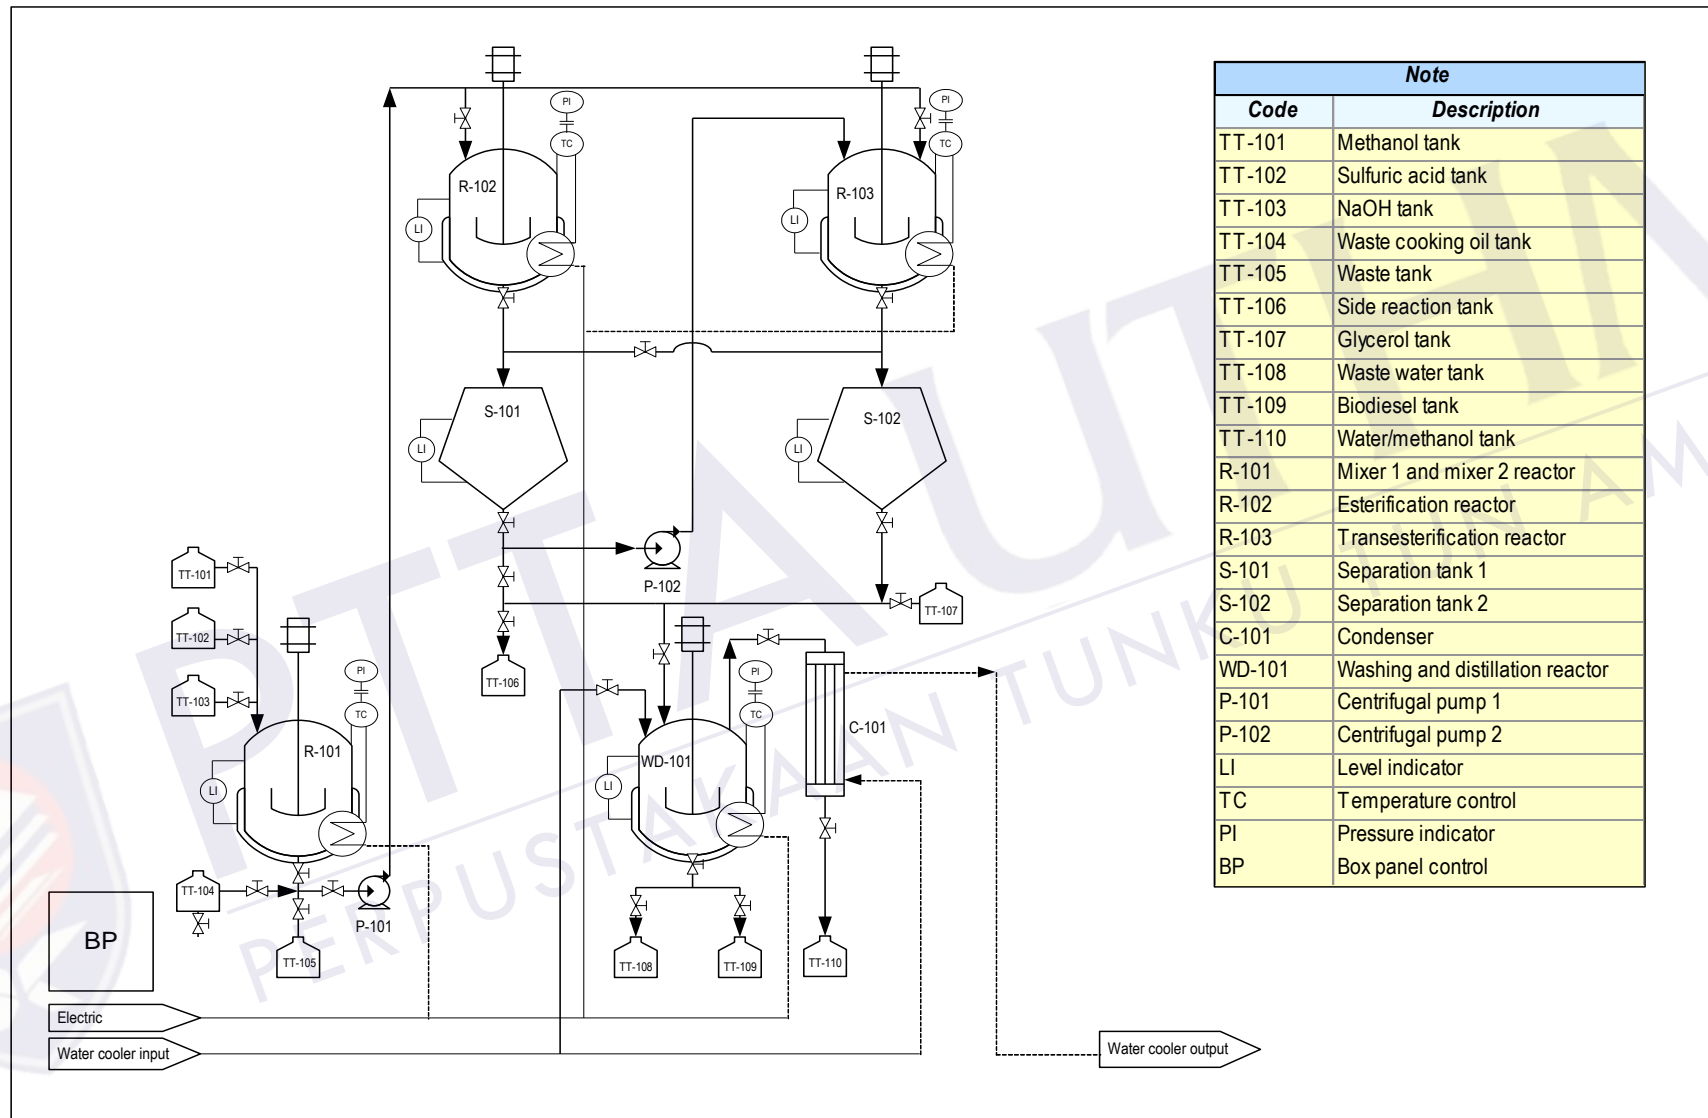 PI
PI
TC
TC
R-102
R-103
LI
LI
S-101
S-102
LI
LI
P-102
TT-101
TT-102
TT-103
TT-107
TT-106
PI
TC
PI
TC
R-101
WD-101
C-101
LI
LI
TT-104
P-101
BP
TT-105
TT-108
TT-109
TT-110
Electric
Water cooler input
Water cooler output
Note
Code Description
TT-101 Methanol tank
TT-102 Sulfuric acid tank
TT-103 NaOH tank
TT-104 Waste cooking oil tank
TT-105 Waste tank
TT-106 Side reaction tank
TT-107 Glycerol tank
TT-108 Waste water tank
TT-109 Biodiesel tank
TT-110 Water/methanol tank
R-101 Mixer 1 and mixer 2 reactor
R-102 Esterification reactor
R-103 Transesterification reactor
S-101 Separation tank 1
S-102 Separation tank 2
C-101 Condenser
WD-101 Washing and distillation reactor
P-101 Centrifugal pump 1
P-102 Centrifugal pump 2
LI Level indicator
TC Temperature control
PI Pressure indicator
BP Box panel control
PTTA UTHM
PERPUSTAKAAN TUNKU TUN AM